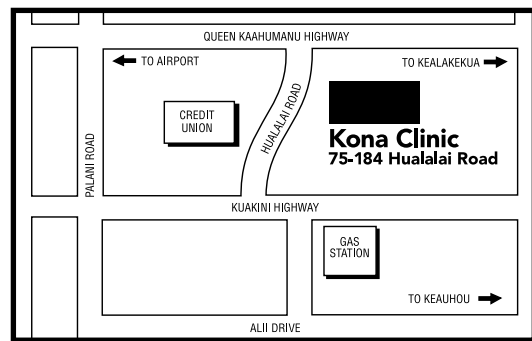 QUEEN KAAHUMANU HIGHWAY
TO AIRPORT
TO KEALAKEKUA
CREDIT
UNION
HUALALAI ROAD
Kona Clinic
75-184 Hualalai Road
PALANI ROAD
KUAKINI HIGHWAY
GAS
STATION
TO KEAUHOU
ALII DRIVE